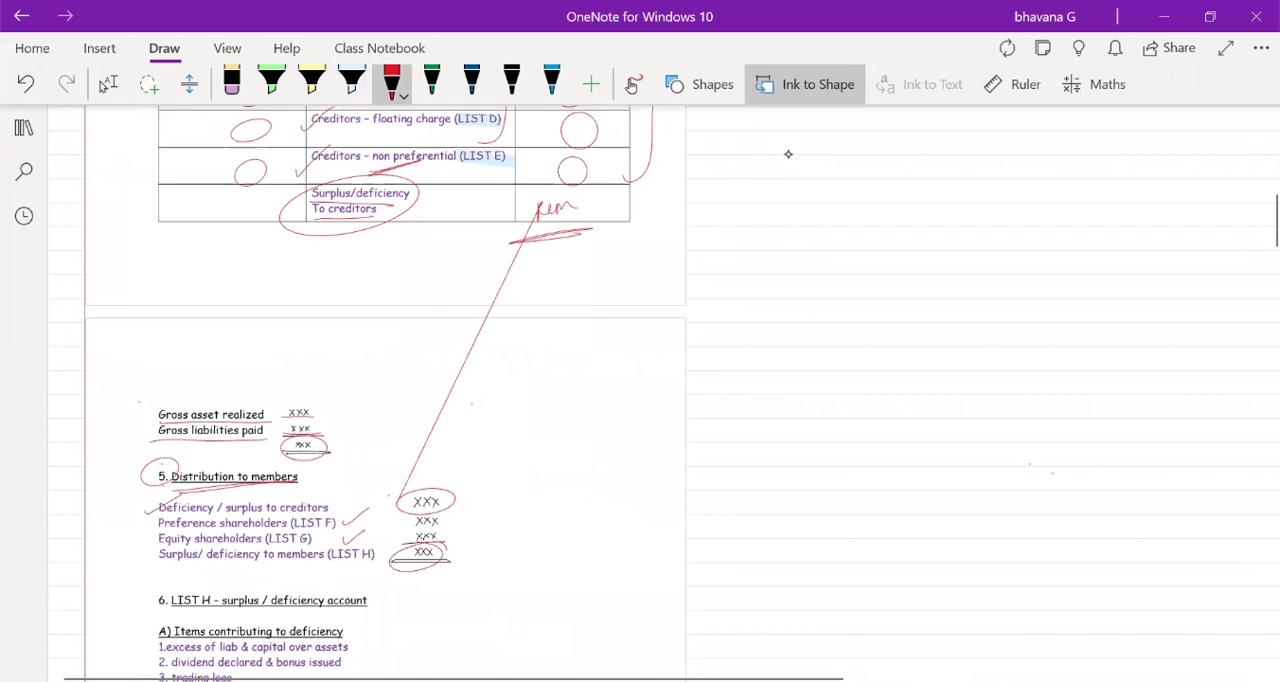 OneNote for Windows 10
bhavana G
Home Insert Draw View Help Class Notebook
Share
Shapes Ink to Shape Ink to Text Ruler Maths
Creditors – floating charge (LIST D)
Creditors – non preferential (LIST E)
Surplus/deficiency
To creditors
Gross asset realized xxx
Gross liabilities paid xxx
xxx
5. Distribution to members
Deficiency / surplus to creditors xxx
Preference shareholders (LIST F) xxx
Equity shareholders (LIST G) xxx
Surplus/ deficiency to members (LIST H) xxx
6. LIST H - surplus / deficiency account
A) Items contributing to deficiency
1.excess of liab & capital over assets
2. dividend declared & bonus issued
3. trading loss